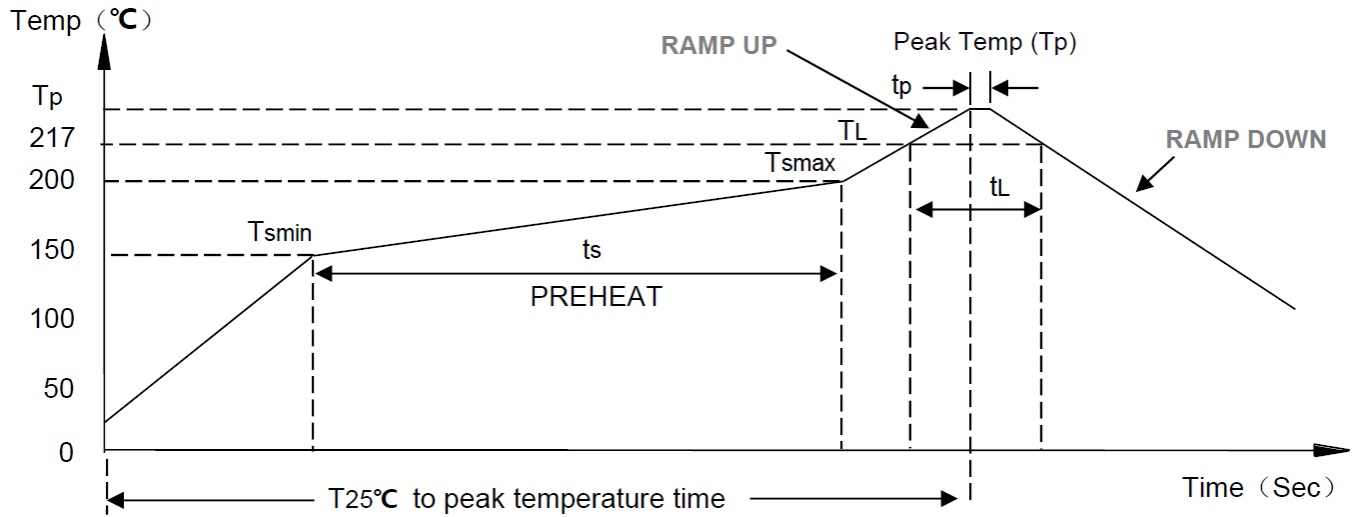 Temp（℃）
RAMP UP
Peak Temp (Tp)
Tp
tp
217
TL
RAMP DOWN
200
Tsmax
tL
150
Tsmin
ts
PREHEAT
100
50
0
T25℃ to peak temperature time
Time（Sec）